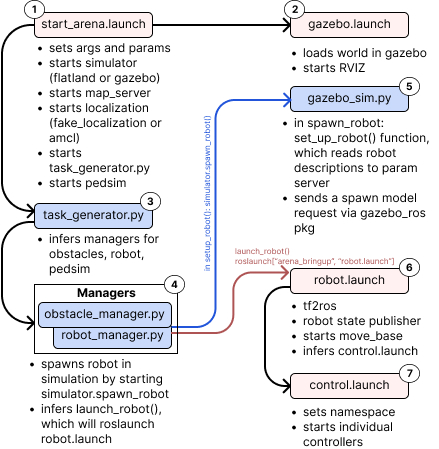 1
start_arena.launch
• sets args and params
• starts simulator
(flatland or gazebo)
• starts map_server
• starts localization
(fake_localization or
amcl)
• starts
task_generator.py
• starts pedsim
2
gazebo.launch
• loads world in gazebo
• starts RVIZ
3
task_generator.py
• infers managers for
obstacles, robot,
pedsim
4
Managers
obstacle_manager.py
robot_manager.py
• spawns robot in
simulation by starting
simulator.spawn_robot
• infers launch_robot(),
which will roslaunch
robot.launch
in setup_robot(): simulator.spawn_robot()
5
gazebo_sim.py
• in spawn_robot:
set_up_robot() function,
which reads robot
descriptions to param
server
• sends a spawn model
request via gazebo_ros
pkg
launch_robot()
roslaunch["arena_bringup", "robot.launch"]
6
robot.launch
• tf2ros
• robot state publisher
• starts move_base
• infers control.launch
7
control.launch
• sets namespace
• starts individual
controllers